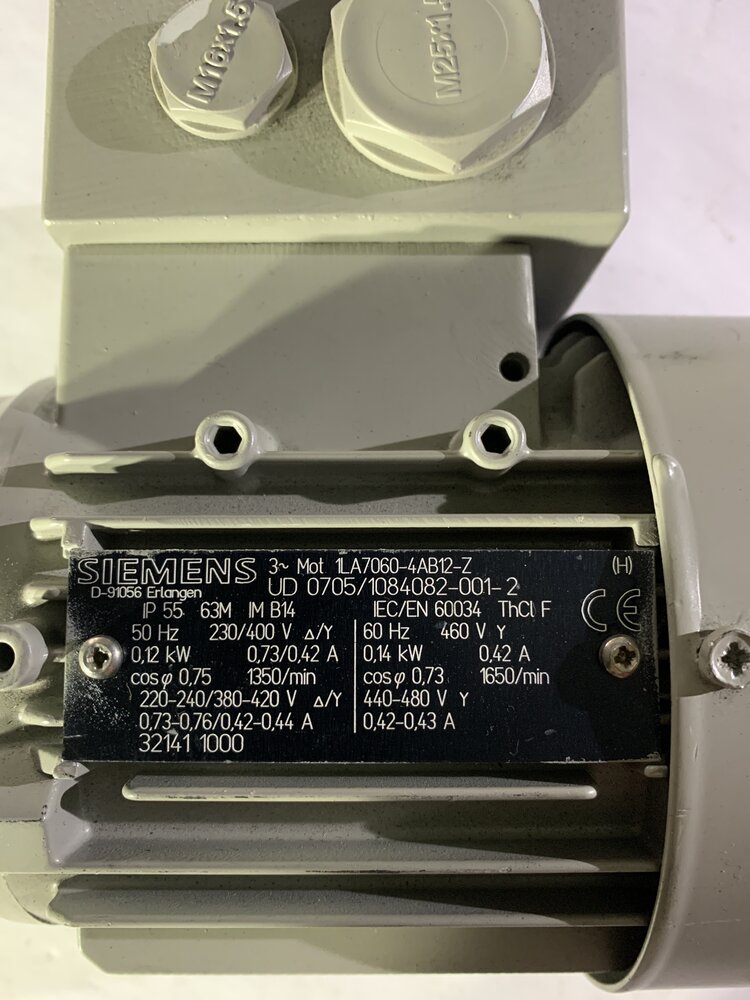 M16x1.5
M25x1.5
SIEMENS 3~ Mot 1LA7060-4AB12-Z (H)
D-91056 Erlangen UD 0705/1084082-001-2
IP 55 63M IM B14 IEC/EN 60034 ThCl F CE
50 Hz 230/400 V △/Y 60 Hz 460 V Y
0,12 kW 0,73/0,42 A 0,14 kW 0,42 A
cosφ 0,75 1350/min cosφ 0,73 1650/min
220-240/380-420 V △/Y 440-480 V Y
0,73-0,76/0,42-0,44 A 0,42-0,43 A
32141 1000